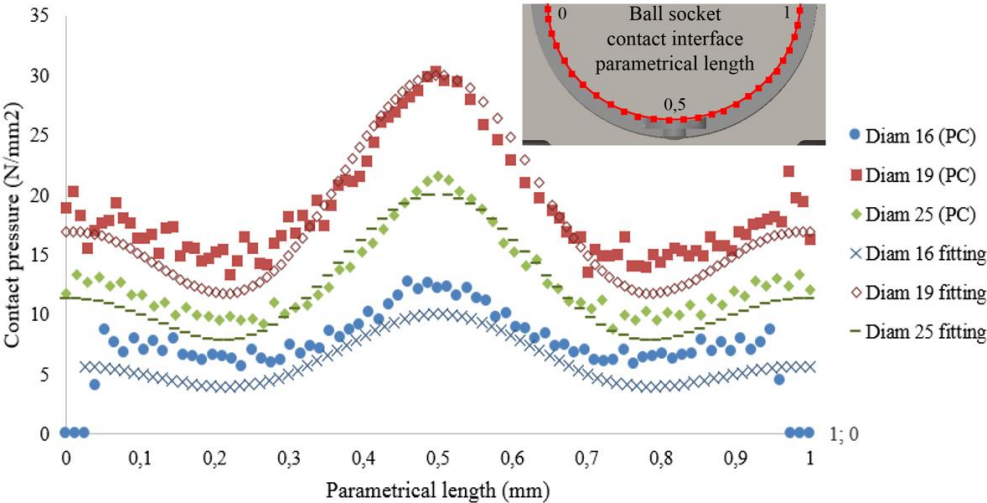 35
30
25
20
15
10
5
0
Contact pressure (N/mm2)
0
Ball socket
1
contact interface
parametrical length
0,5
Diam 16 (PC)
Diam 19 (PC)
Diam 25 (PC)
Diam 16 fitting
Diam 19 fitting
Diam 25 fitting
1; 0
0 0,1 0,2 0,3 0,4 0,5 0,6 0,7 0,8 0,9 1
Parametrical length (mm)